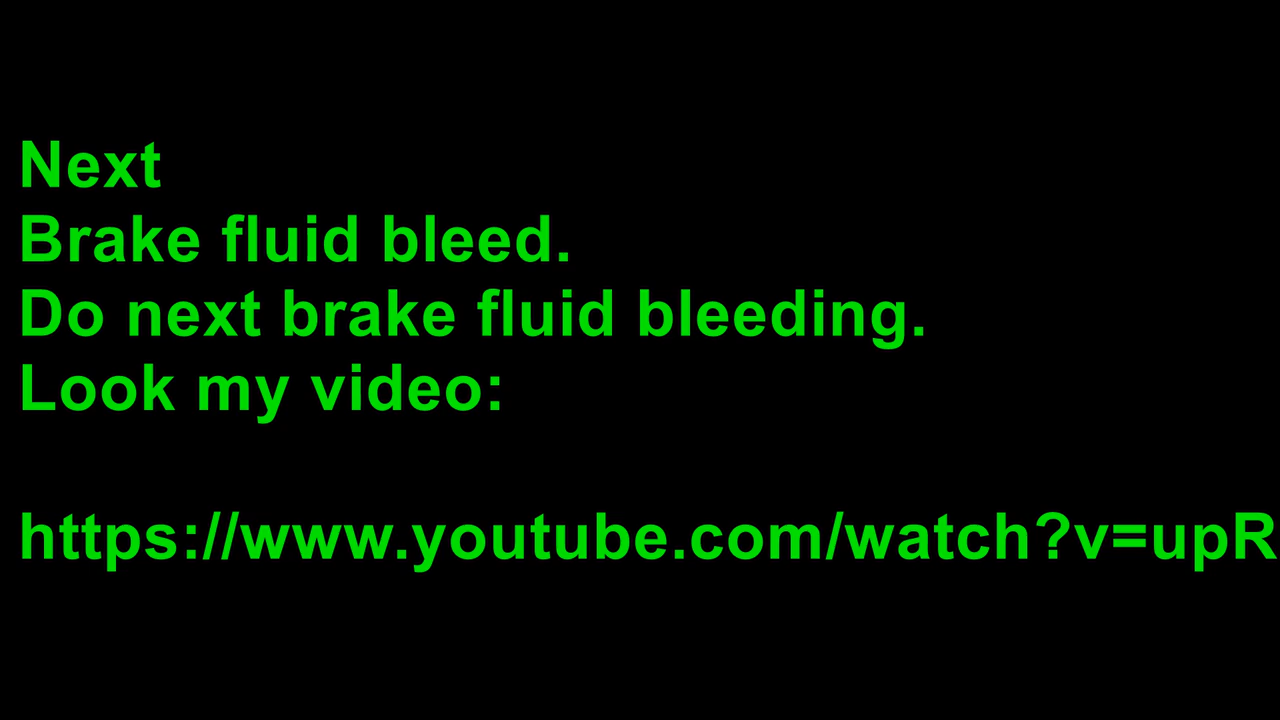 Next
Brake fluid bleed.
Do next brake fluid bleeding.
Look my video:
https://www.youtube.com/watch?v=upR